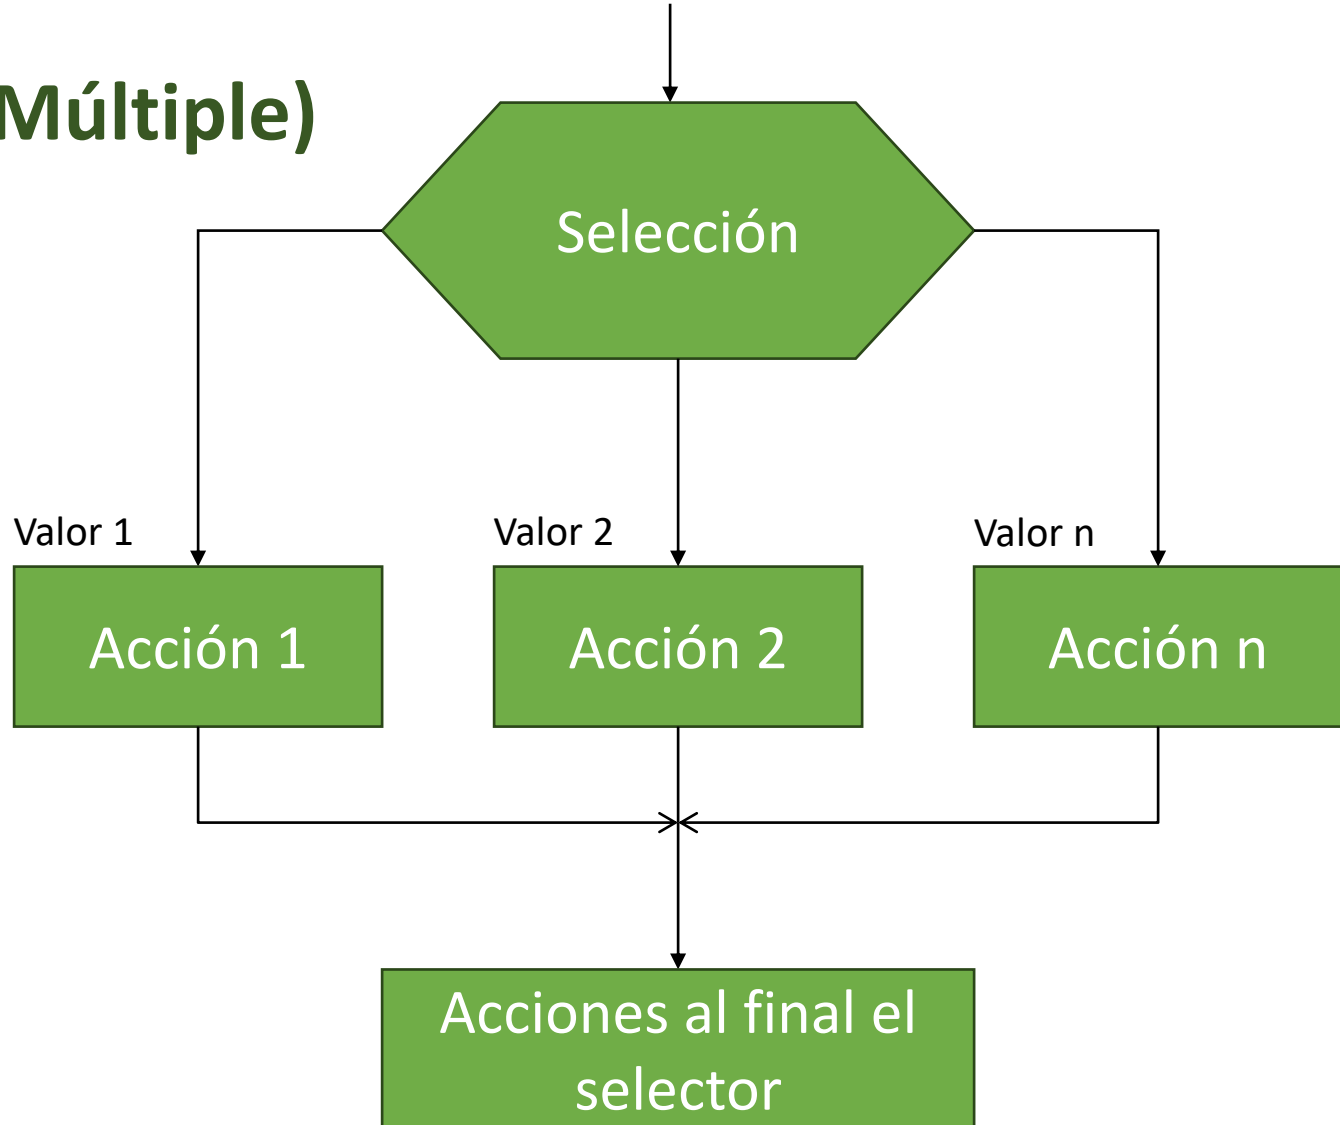 Múltiple)
Selección
Valor 1
Valor 2
Valor n
Acción 1
Acción 2
Acción n
Acciones al final el
selector